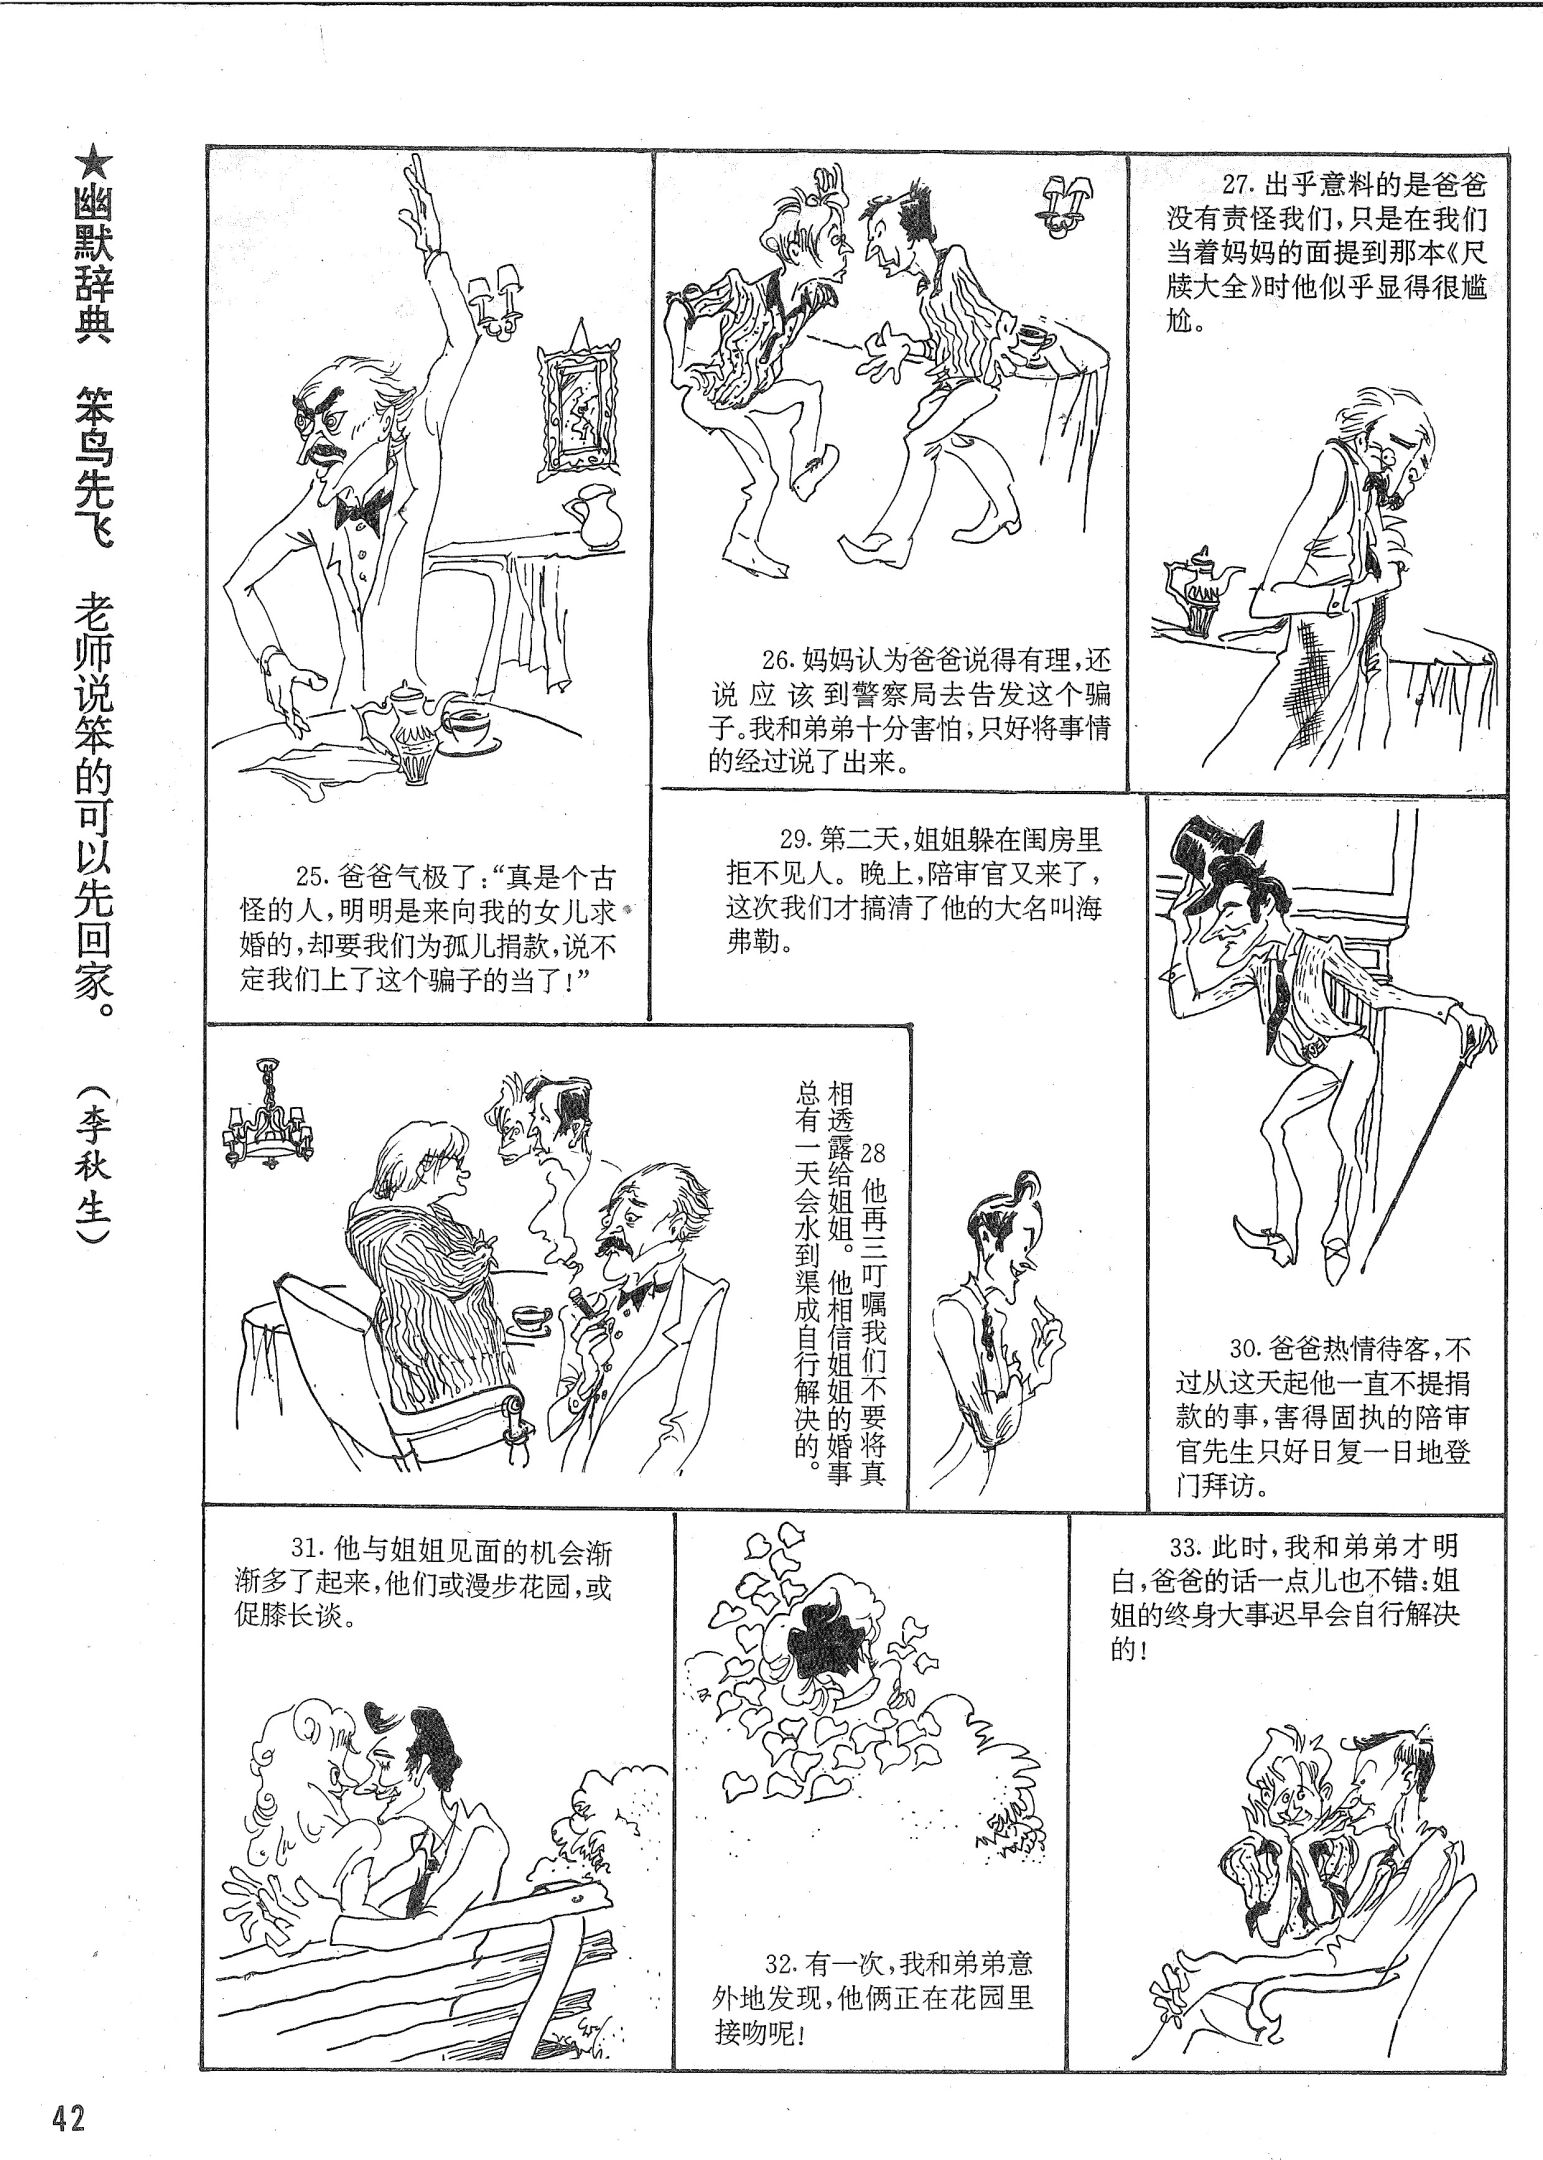 ★幽默辞典 笨鸟先飞 老师说笨的可以先回家。 (李秋生)
25. 爸爸气极了:“真是个古
怪的人,明明是来向我的女儿求
婚的,却要我们为孤儿捐款,说不
定我们上了这个骗子的当了!”
26. 妈妈认为爸爸说得有理,还
说应该到警察局去告发这个骗
子。我和弟弟十分害怕,只好将事情
的经过说了出来。
27. 出乎意料的是爸爸
没有责怪我们,只是在我们
当着妈妈的面提到那本《尺
牍大全》时他似乎显得很尴
尬。
28 他再三叮嘱我们不要将真
相透露给姐姐。他相信姐姐的婚事
总有一天会水到渠成自行解决的。
29. 第二天,姐姐躲在闺房里
拒不见人。晚上,陪审官又来了,
这次我们才搞清了他的大名叫海
弗勒。
30. 爸爸热情待客,不
过从这天起他一直不提捐
款的事,害得固执的陪审
官先生只好日复一日地登
门拜访。
31. 他与姐姐见面的机会渐
渐多了起来,他们或漫步花园,或
促膝长谈。
32. 有一次,我和弟弟意
外地发现,他俩正在花园里
接吻呢!
33. 此时,我和弟弟才明
白,爸爸的话一点儿也不错:姐
姐的终身大事迟早会自行解决
的!
42